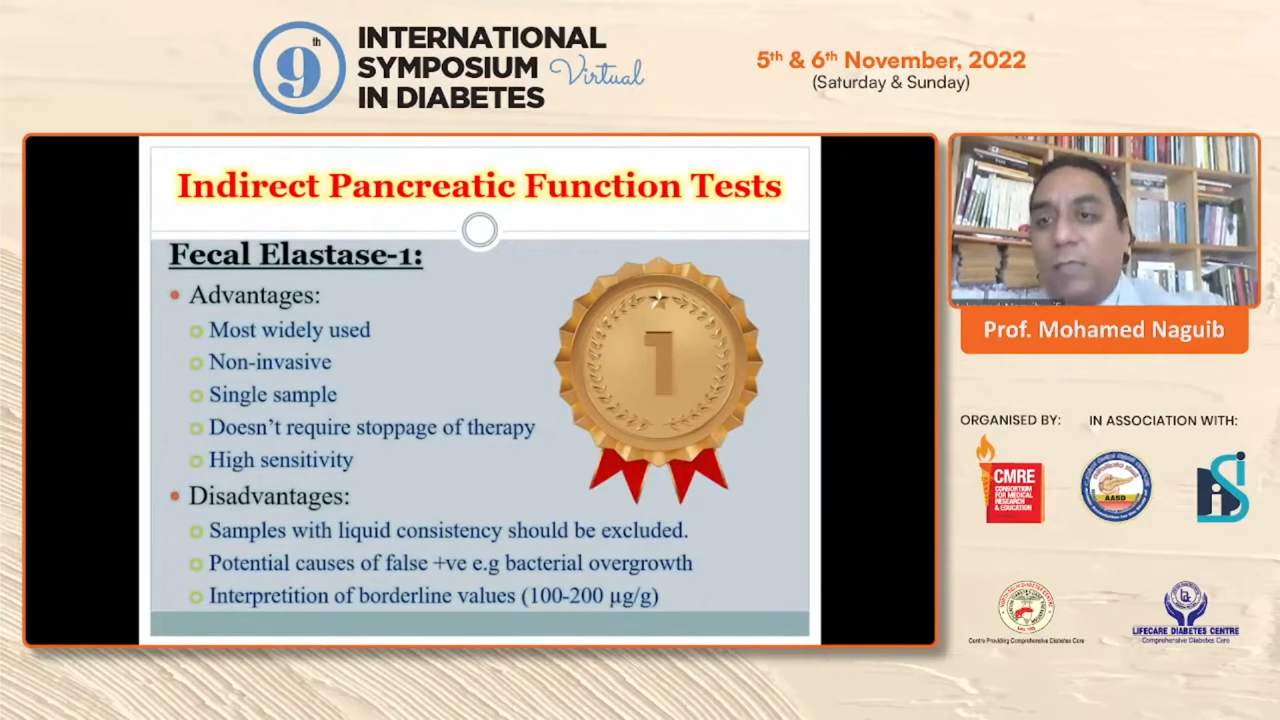 9th
INTERNATIONAL
SYMPOSIUM Virtual
IN DIABETES
5th & 6th November, 2022
(Saturday & Sunday)
Indirect Pancreatic Function Tests
Fecal Elastase-1:
Advantages:
Most widely used
Non-invasive
Single sample
Doesn't require stoppage of therapy
High sensitivity
Disadvantages:
Samples with liquid consistency should be excluded.
Potential causes of false +ve e.g bacterial overgrowth
Interpretition of borderline values (100-200 µg/g)
1
Prof. Mohamed Naguib
ORGANISED BY:
IN ASSOCIATION WITH:
CMRE
CONSORTIUM
FOR MEDICAL
RESEARCH
& EDUCATION
AASD
Centre Providing Comprehensive Diabetes Care
LIFECARE DIABETES CENTRE
Comprehensive Diabetes Care